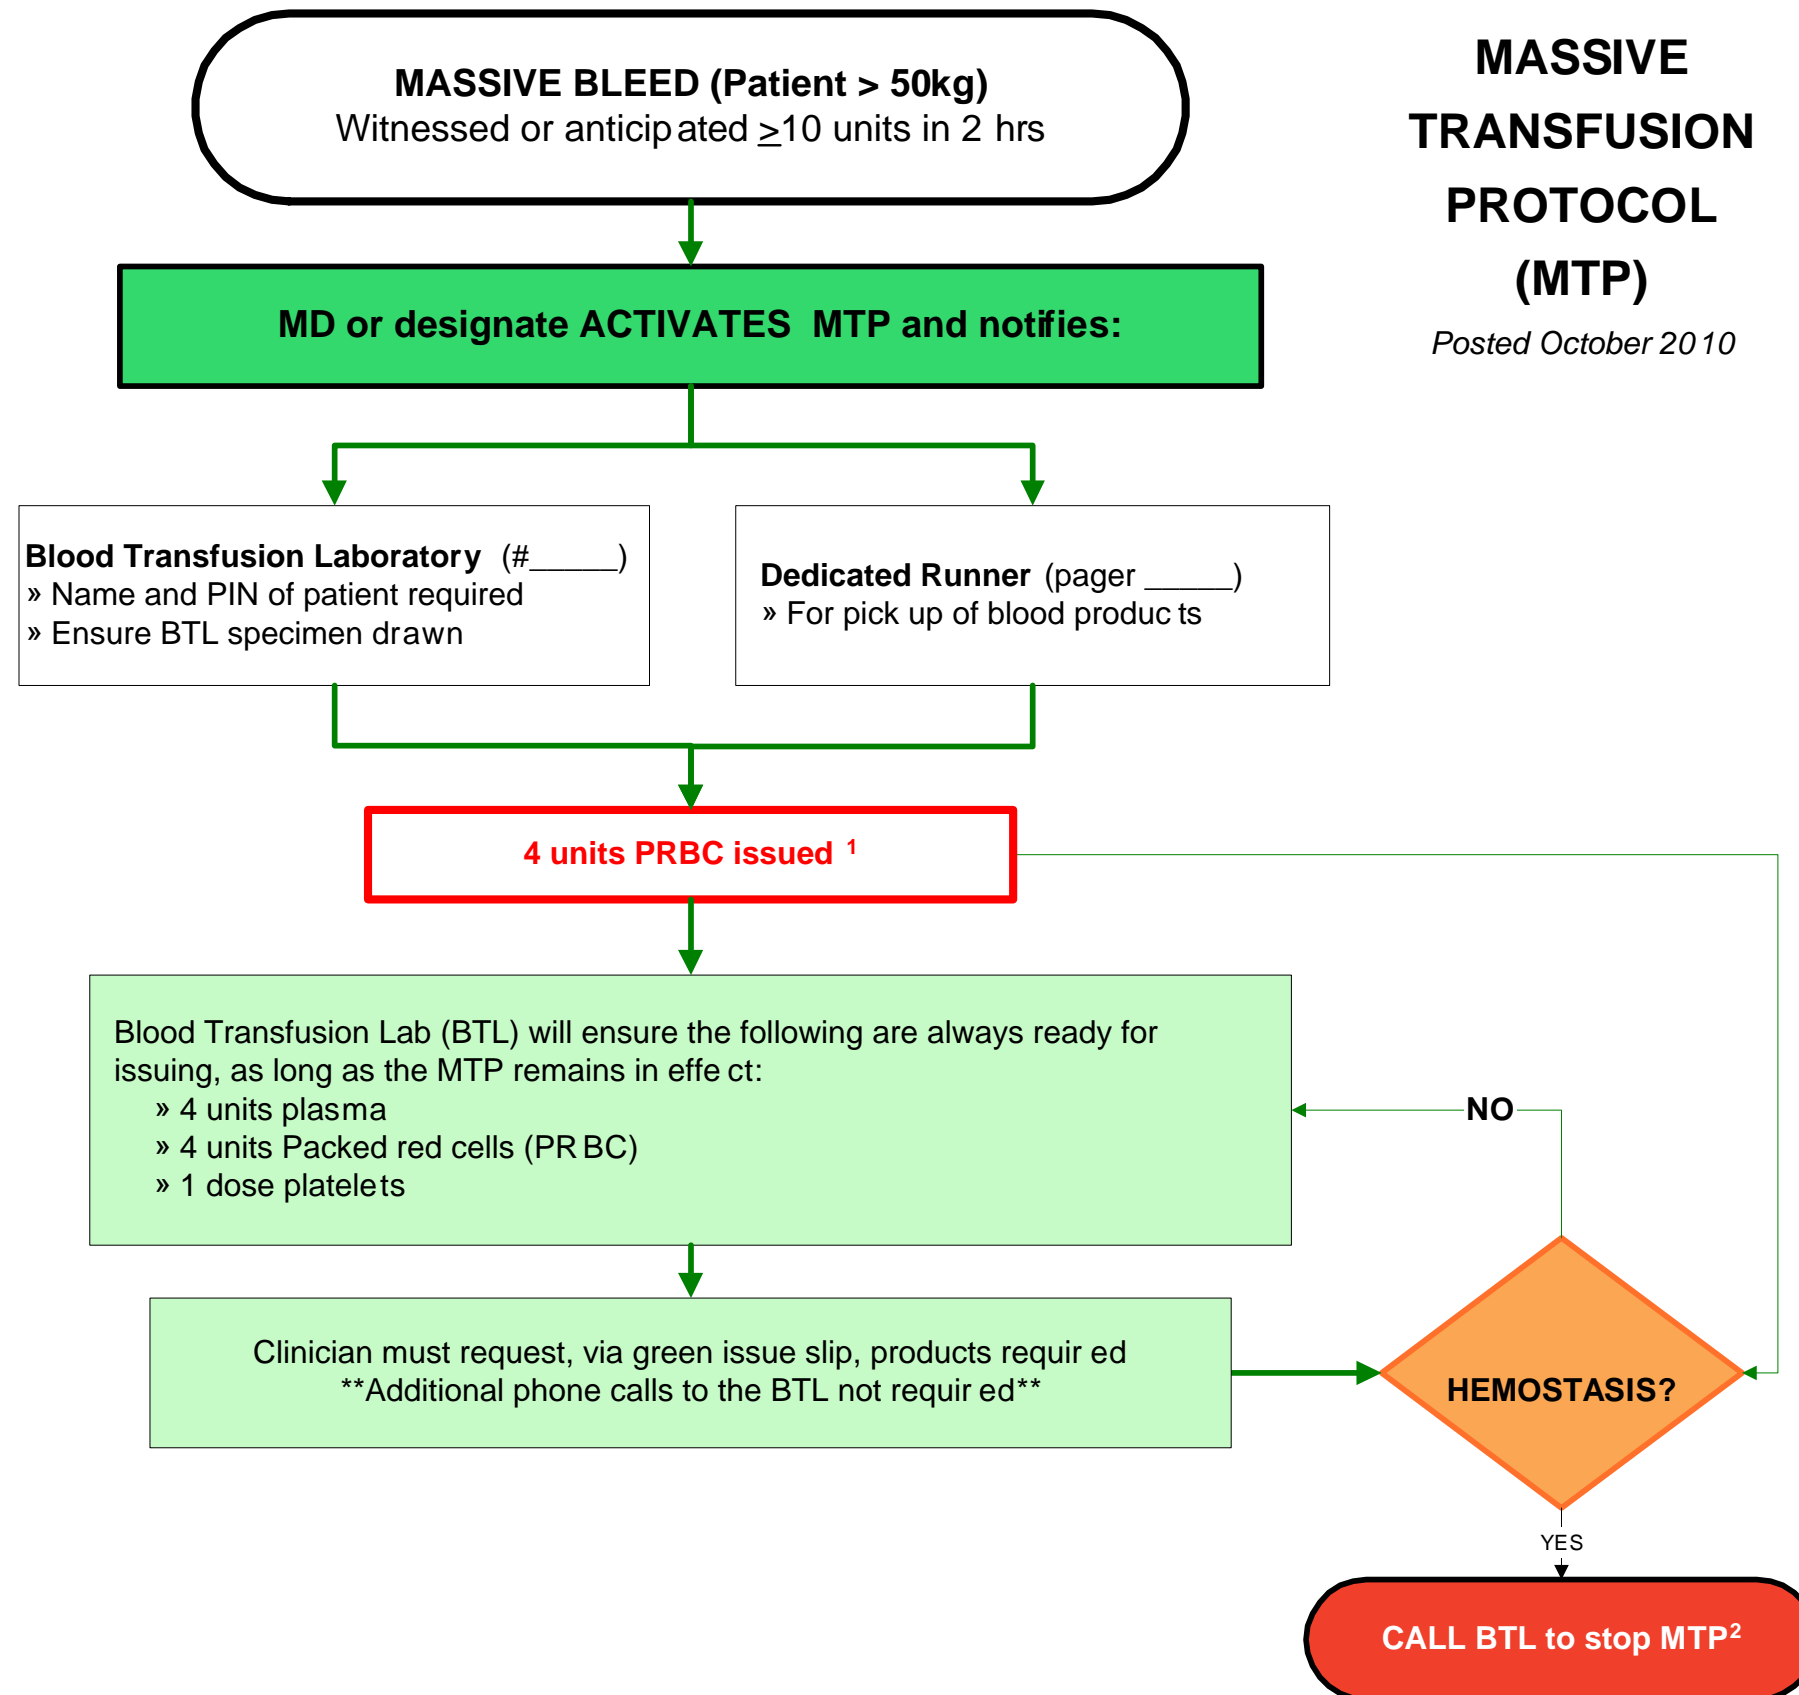 MASSIVE BLEED (Patient > 50kg)
Witnessed or anticipated ≥10 units in 2 hrs
MASSIVE
TRANSFUSION
PROTOCOL
(MTP)
Posted October 2010
MD or designate ACTIVATES MTP and notifies:
Blood Transfusion Laboratory (#_____)
» Name and PIN of patient required
» Ensure BTL specimen drawn
Dedicated Runner (pager _____)
» For pick up of blood products
4 units PRBC issued ¹
Blood Transfusion Lab (BTL) will ensure the following are always ready for
issuing, as long as the MTP remains in effect:
» 4 units plasma
» 4 units Packed red cells (PRBC)
» 1 dose platelets
NO
Clinician must request, via green issue slip, products required
**Additional phone calls to the BTL not required**
HEMOSTASIS?
YES
CALL BTL to stop MTP²